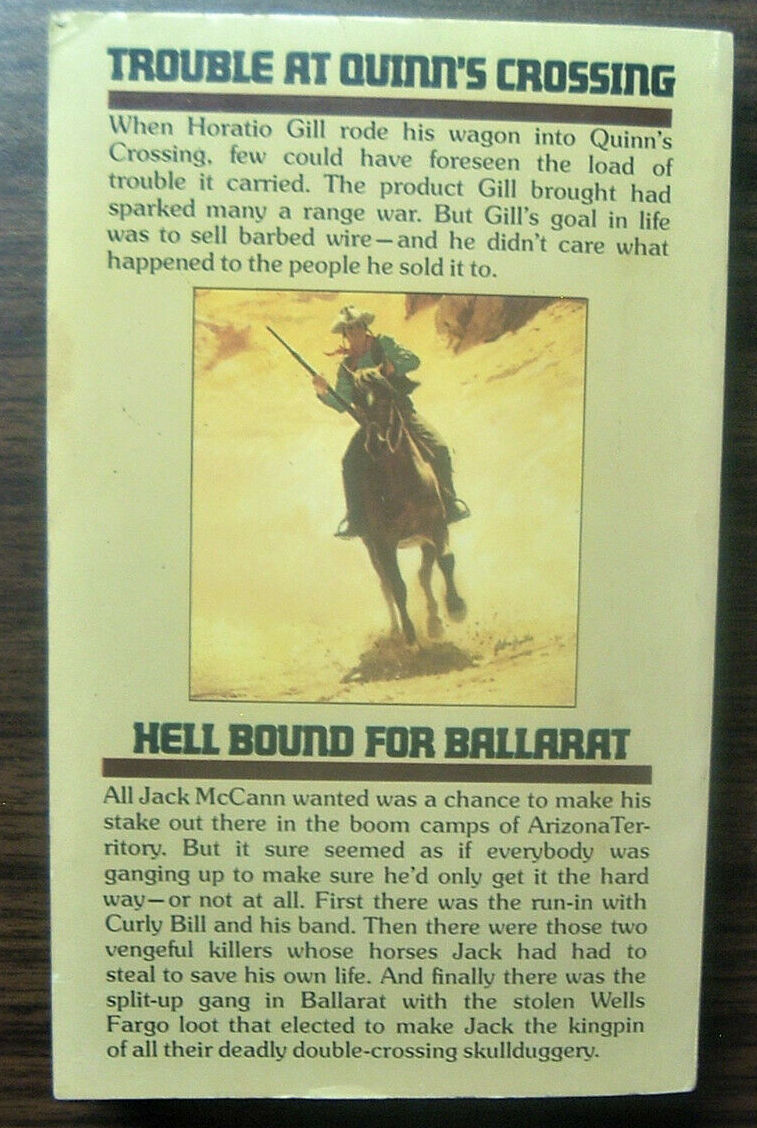 TROUBLE AT QUINN'S CROSSING
When Horatio Gill rode his wagon into Quinn's
Crossing, few could have foreseen the load of
trouble it carried. The product Gill brought had
sparked many a range war. But Gill's goal in life
was to sell barbed wire—and he didn't care what
happened to the people he sold it to.
HELL BOUND FOR BALLARAT
All Jack McCann wanted was a chance to make his
stake out there in the boom camps of ArizonaTer-
ritory. But it sure seemed as if everybody was
ganging up to make sure he'd only get it the hard
way—or not at all. First there was the run-in with
Curly Bill and his band. Then there were those two
vengeful killers whose horses Jack had had to
steal to save his own life. And finally there was the
split-up gang in Ballarat with the stolen Wells
Fargo loot that elected to make Jack the kingpin
of all their deadly double-crossing skullduggery.